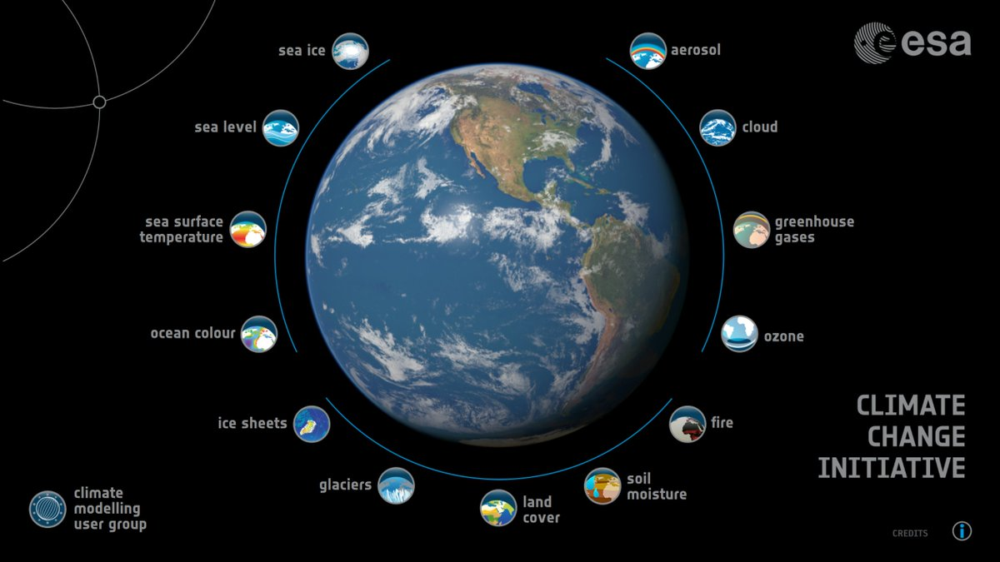 sea ice
aerosol
esa
sea level
cloud
sea surface
temperature
greenhouse
gases
ocean colour
ozone
ice sheets
fire
CLIMATE
CHANGE
INITIATIVE
glaciers
soil
moisture
land
cover
climate
modelling
user group
CREDITS
i